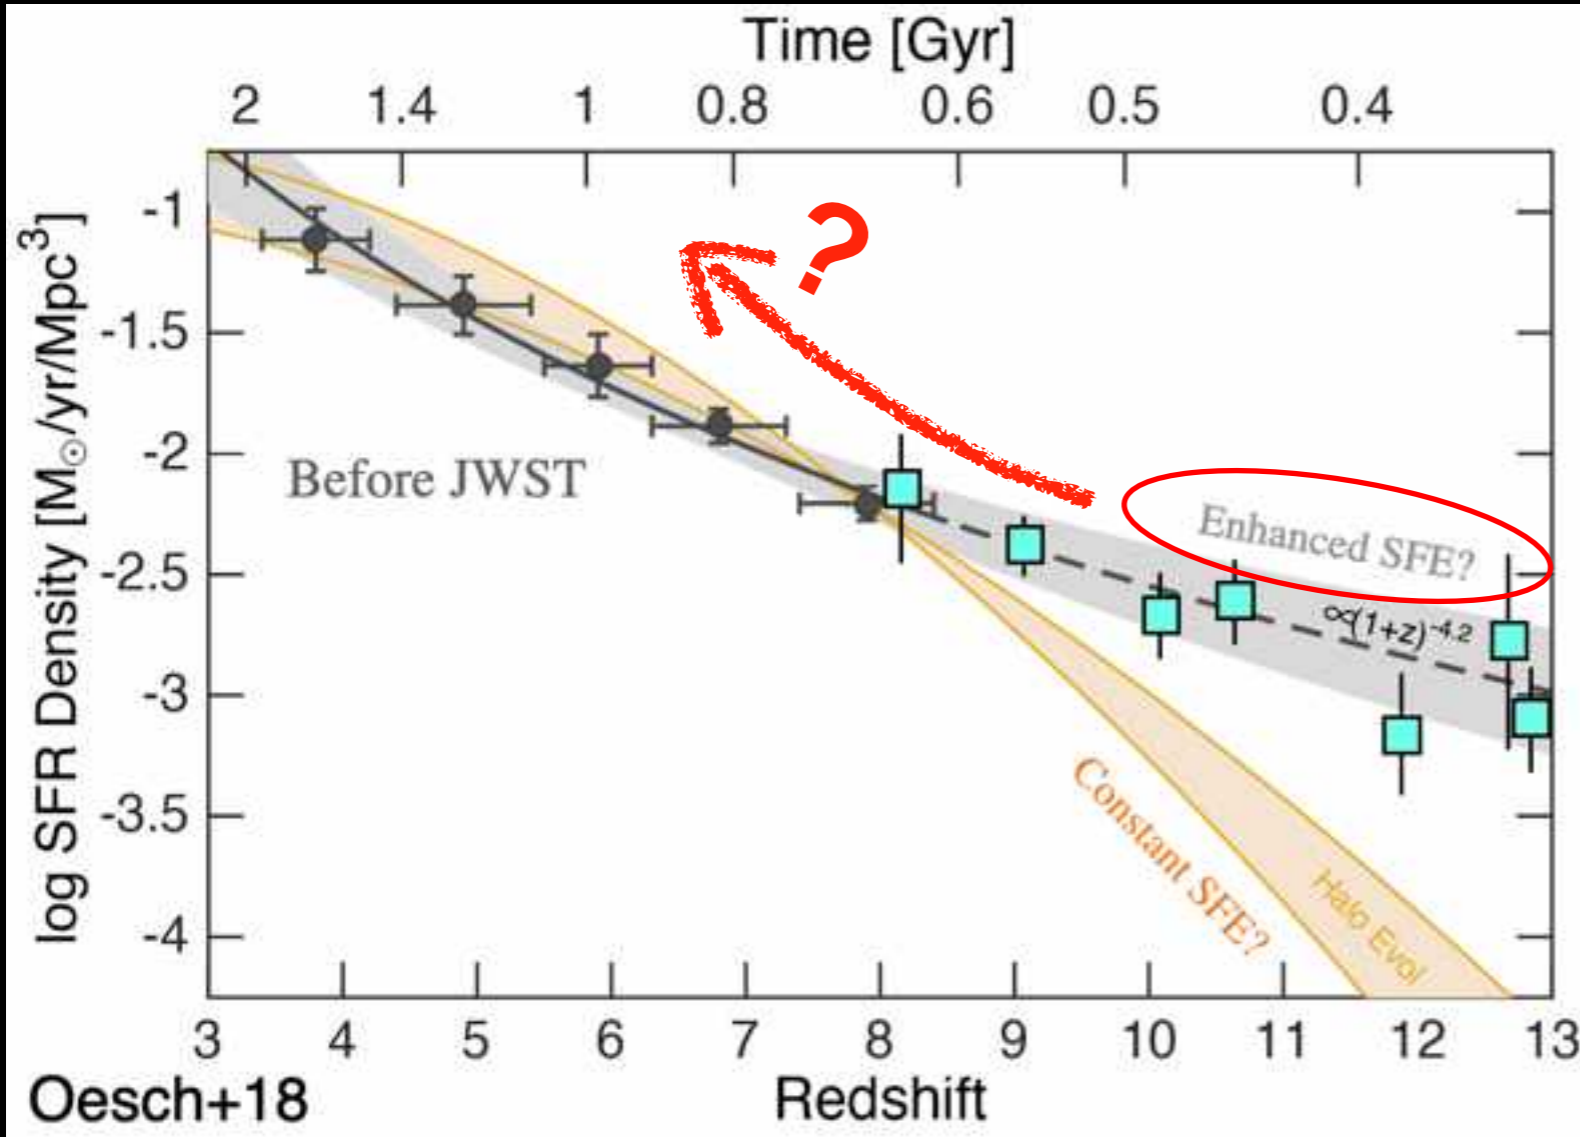 Time [Gyr]
2 1.4 1 0.8 0.6 0.5 0.4
log SFR Density [M☉/yr/Mpc³]
-1
-1.5
-2
-2.5
-3
-3.5
-4
?
Before JWST
Enhanced SFE?
∝(1+z)^-4.2
Constant SFE?
Halo Evol
3 4 5 6 7 8 9 10 11 12 13
Oesch+18
Redshift